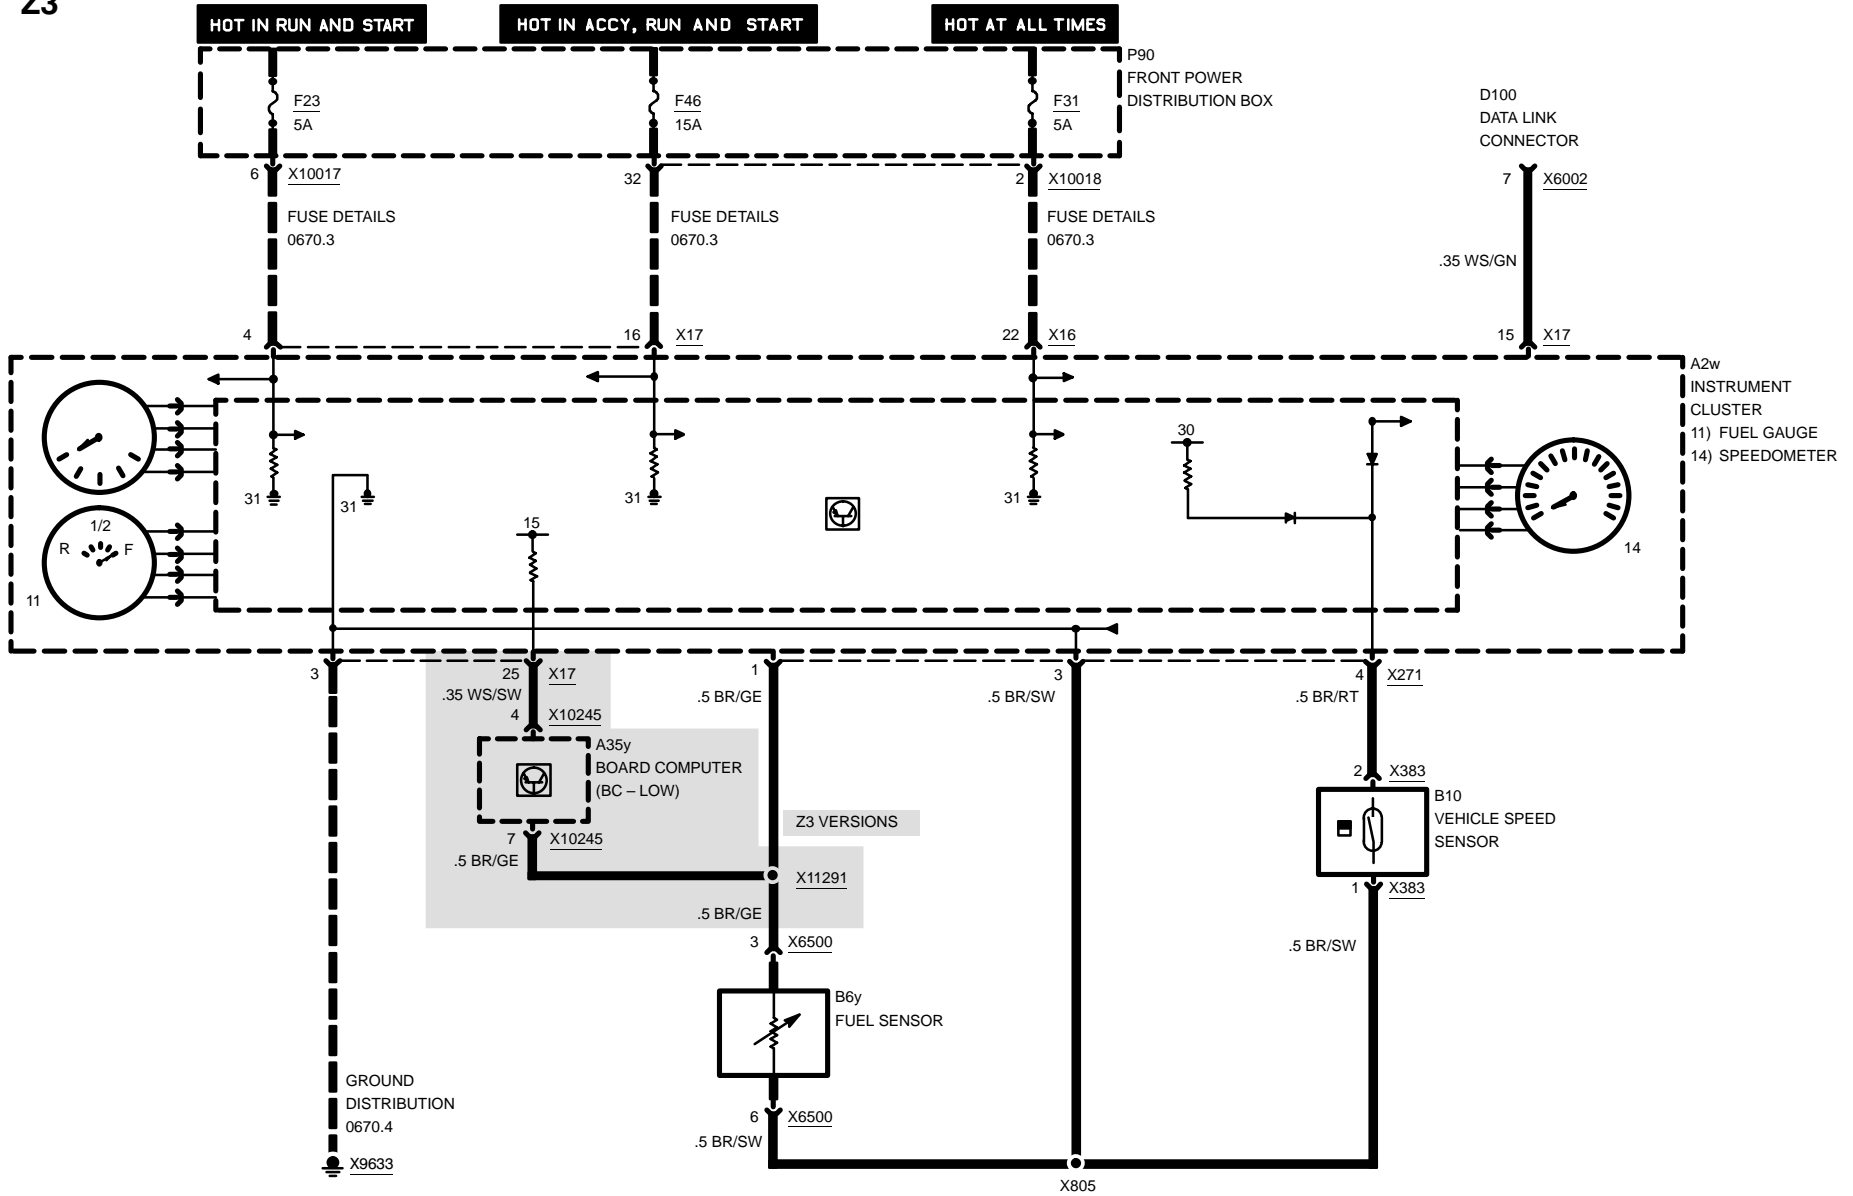 Z3
HOT IN RUN AND START
HOT IN ACCY, RUN AND START
HOT AT ALL TIMES
P90
FRONT POWER
DISTRIBUTION BOX
F23
5A
F46
15A
F31
5A
D100
DATA LINK
CONNECTOR
6 X10017
32
2 X10018
7 X6002
FUSE DETAILS
0670.3
FUSE DETAILS
0670.3
FUSE DETAILS
0670.3
.35 WS/GN
4
16 X17
22 X16
15 X17
A2w
INSTRUMENT
CLUSTER
11) FUEL GAUGE
14) SPEEDOMETER
30
31
31
31
31
15
1/2
R F
11
14
3
25 X17
1
3
4 X271
.35 WS/SW
.5 BR/GE
.5 BR/SW
.5 BR/RT
4 X10245
A35y
BOARD COMPUTER
(BC – LOW)
2 X383
B10
VEHICLE SPEED
SENSOR
Z3 VERSIONS
7 X10245
.5 BR/GE
X11291
1 X383
.5 BR/GE
3 X6500
.5 BR/SW
B6y
FUEL SENSOR
GROUND
DISTRIBUTION
0670.4
6 X6500
.5 BR/SW
X9633
X805